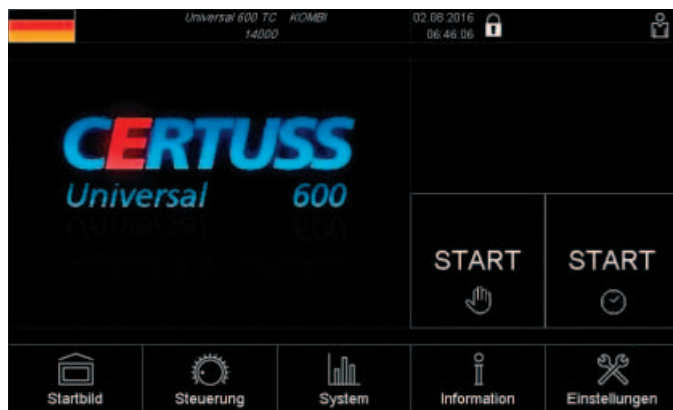 Universal 600 TC KOMBI
14000
02.08.2016
06:46:06
CERTUSS
Universal 600
START
START
Startbild
Steuerung
System
Information
Einstellungen